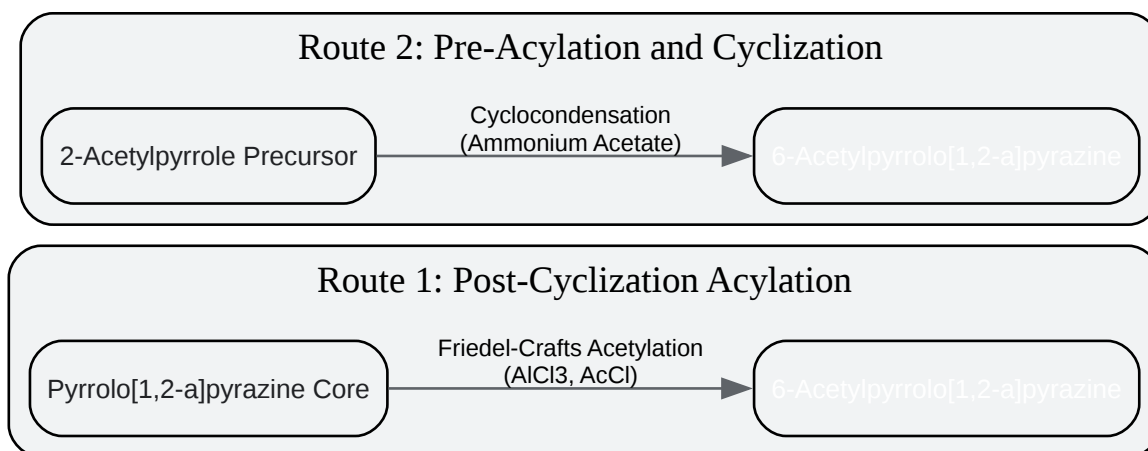 Route 2: Pre-Acylation and Cyclization
Cyclocondensation
(Ammonium Acetate)
2-Acetylpyrrole Precursor
6-Acetylpyrrolo[1,2-a]pyrazine
Route 1: Post-Cyclization Acylation
Friedel-Crafts Acetylation
(AlCl3, AcCl)
Pyrrolo[1,2-a]pyrazine Core
6-Acetylpyrrolo[1,2-a]pyrazine